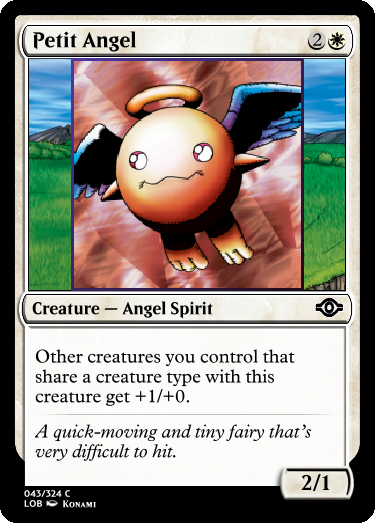 Petit Angel 2
Creature — Angel Spirit
Other creatures you control that
share a creature type with this
creature get +1/+0.
A quick-moving and tiny fairy that's
very difficult to hit.
2/1
043/324 C
LOB Konami